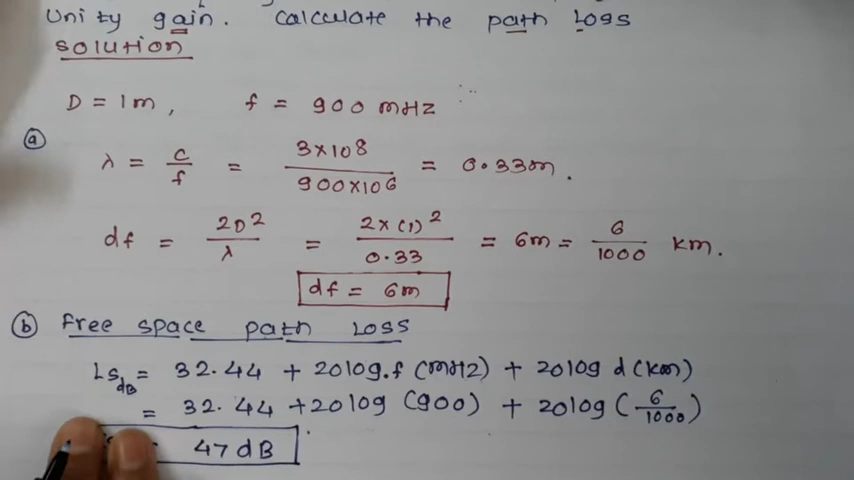 Unity gain. Calculate the path Loss
Solution
D = 1m, f = 900 MHz
(a)
λ = c/f = 3×10^8 / 900×10^6 = 0.33m.
df = 2D^2/λ = 2×(1)^2 / 0.33 = 6m = 6/1000 km.
df = 6m
(b) Free space path Loss
LsdB = 32.44 + 20log.f(MHz) + 20log d(km)
= 32.44 + 20log (900) + 20log (6/1000)
47 dB